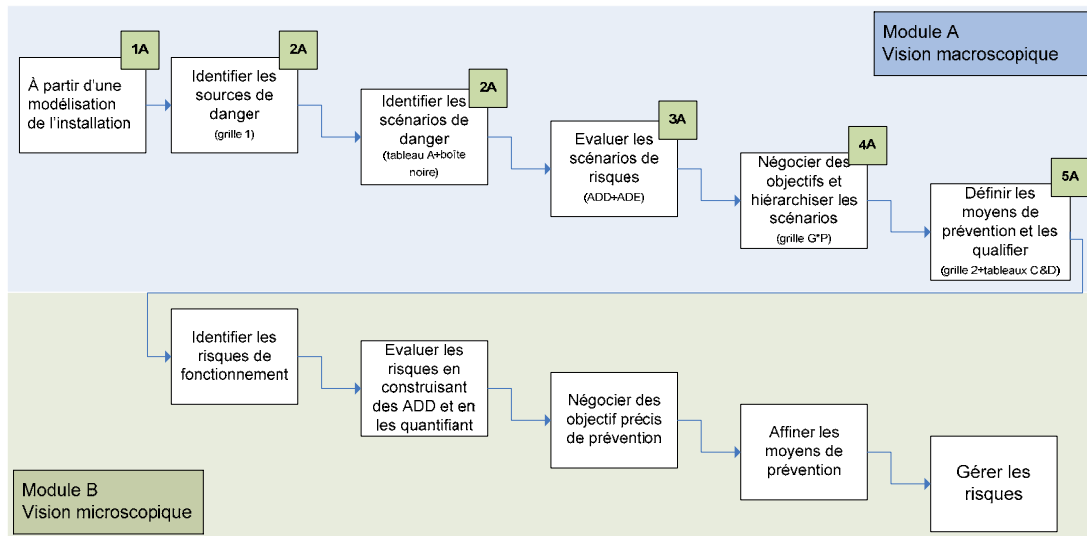 Module A
Vision macroscopique
1A
À partir d'une
modélisation
de l'installation
2A
Identifier les
sources de
danger
(grille 1)
2A
Identifier les
scénarios de
danger
(tableau A+boîte
noire)
3A
Evaluer les
scénarios de
risques
(ADD+ADE)
4A
Négocier des
objectifs et
hiérarchiser les
scénarios
(grille G*P)
5A
Définir les
moyens de
prévention et les
qualifier
(grille 2+tableaux C&D)
Identifier les
risques de
fonctionnement
Evaluer les
risques en
construisant
des ADD et en
les quantifiant
Négocier des
objectif précis
de prévention
Affiner les
moyens de
prévention
Gérer les
risques
Module B
Vision microscopique